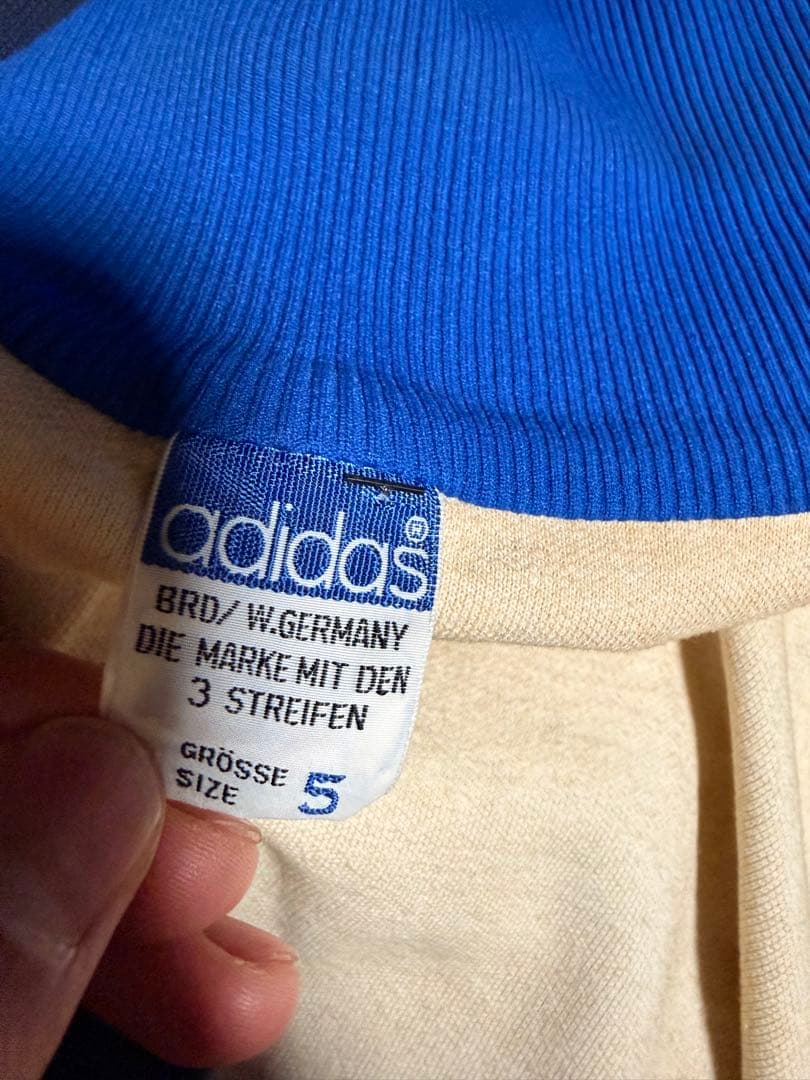 adidas®
BRD/ W.GERMANY
DIE MARKE MIT DEN
3 STREIFEN
GRÖSSE
SIZE 5